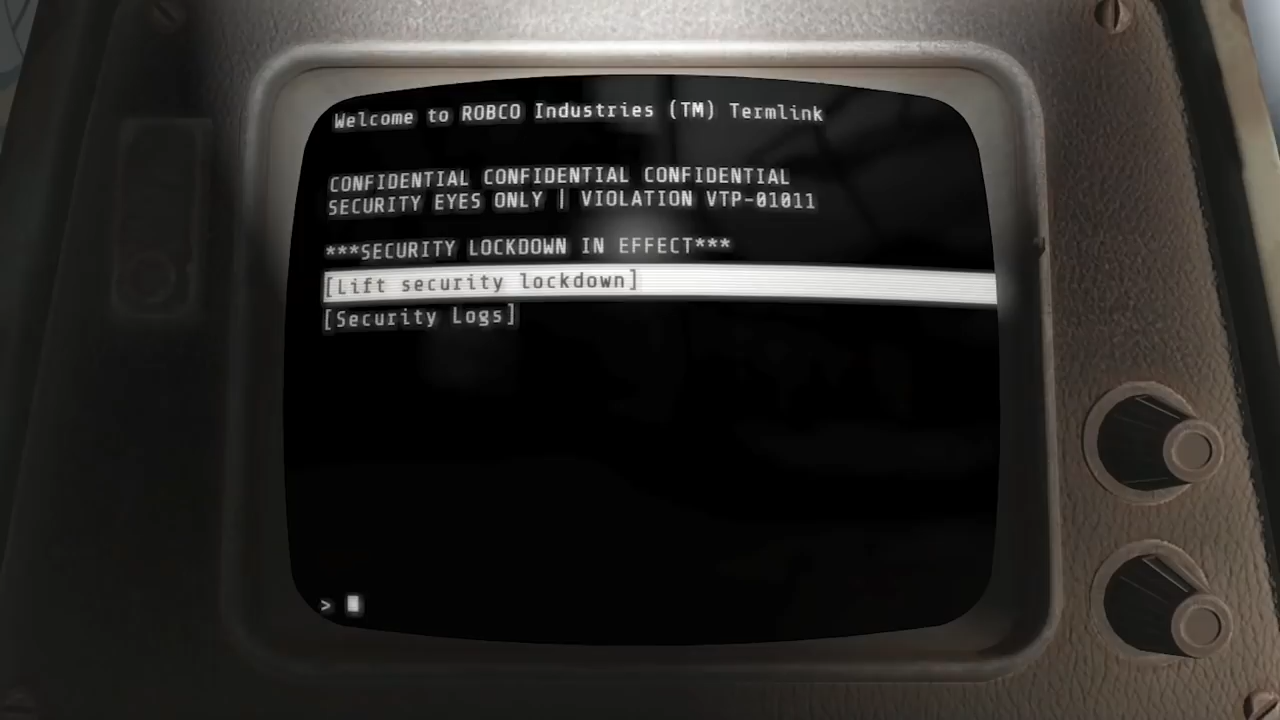 Welcome to ROBCO Industries (TM) Termlink
CONFIDENTIAL CONFIDENTIAL CONFIDENTIAL
SECURITY EYES ONLY | VIOLATION VTP-01011
***SECURITY LOCKDOWN IN EFFECT***
[Lift security lockdown]
[Security Logs]
>